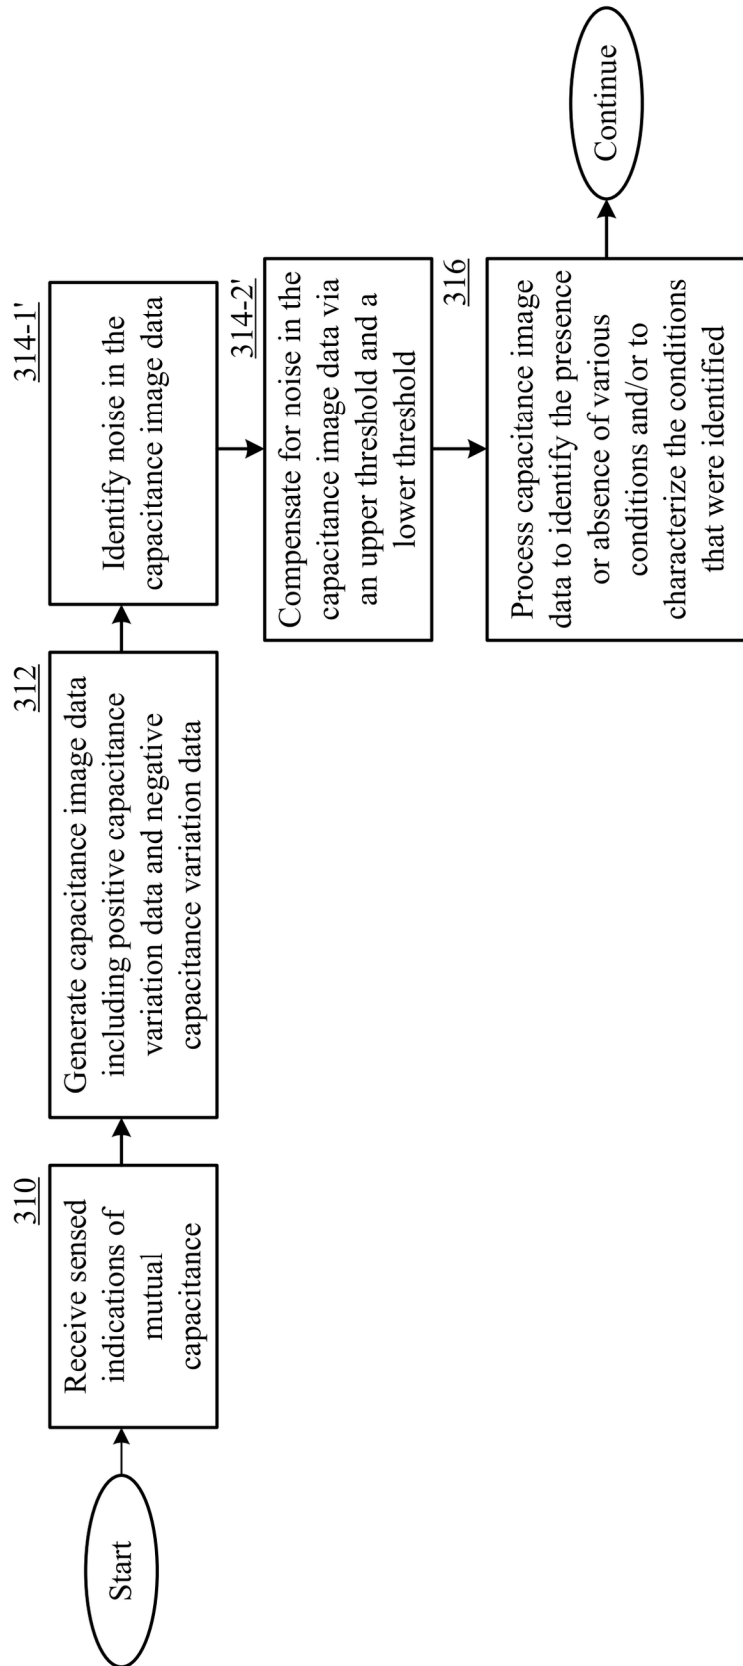 Start
310
Receive sensed
indications of
mutual
capacitance
312
Generate capacitance image data
including positive capacitance
variation data and negative
capacitance variation data
314-1'
Identify noise in the
capacitance image data
314-2'
Compensate for noise in the
capacitance image data via
an upper threshold and a
lower threshold
316
Process capacitance image
data to identify the presence
or absence of various
conditions and/or to
characterize the conditions
that were identified
Continue